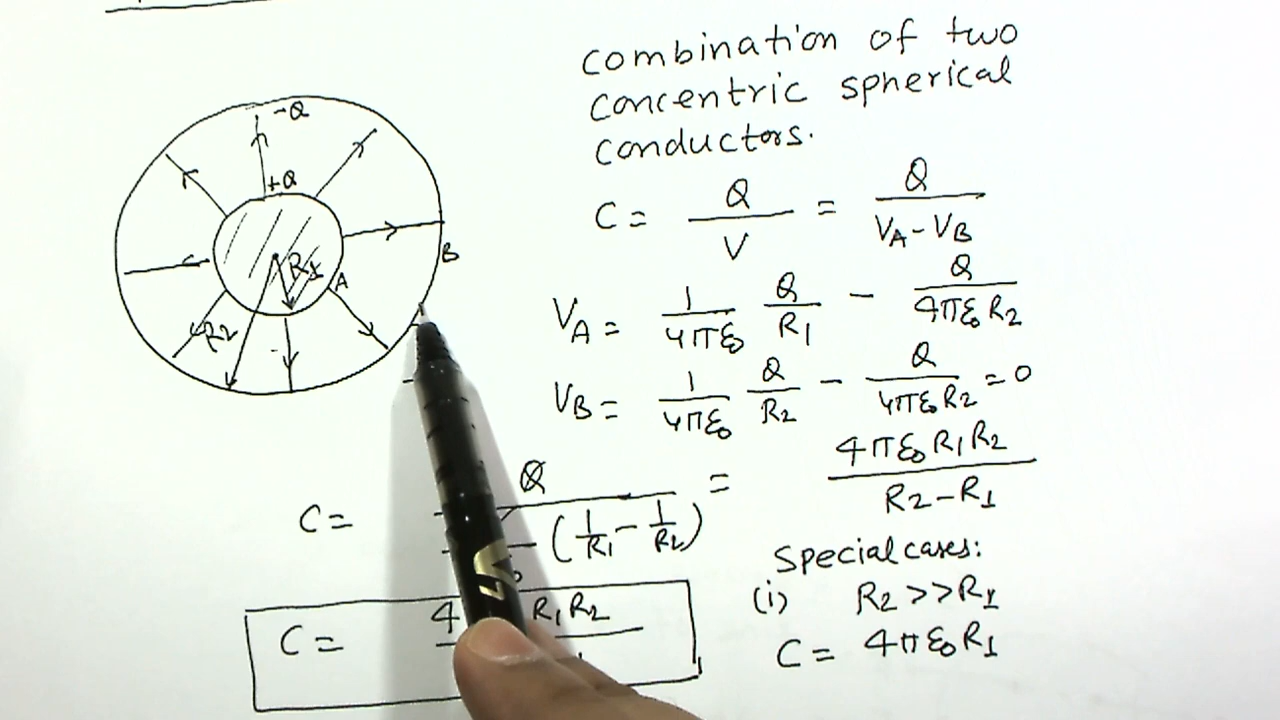 -Q
+Q
R1
A
B
R2
Combination of two
concentric spherical
conductors.
C = Q / V = Q / (VA - VB)
VA = 1/4πε0 Q/R1 - Q/4πε0R2
VB = 1/4πε0 Q/R2 - Q/4πε0R2 = 0
C = Q / (1/R1 - 1/R2) = 4πε0R1R2 / R2-R1
C = 4 R1R2
Special cases:
(i) R2 >> R1
C = 4πε0R1